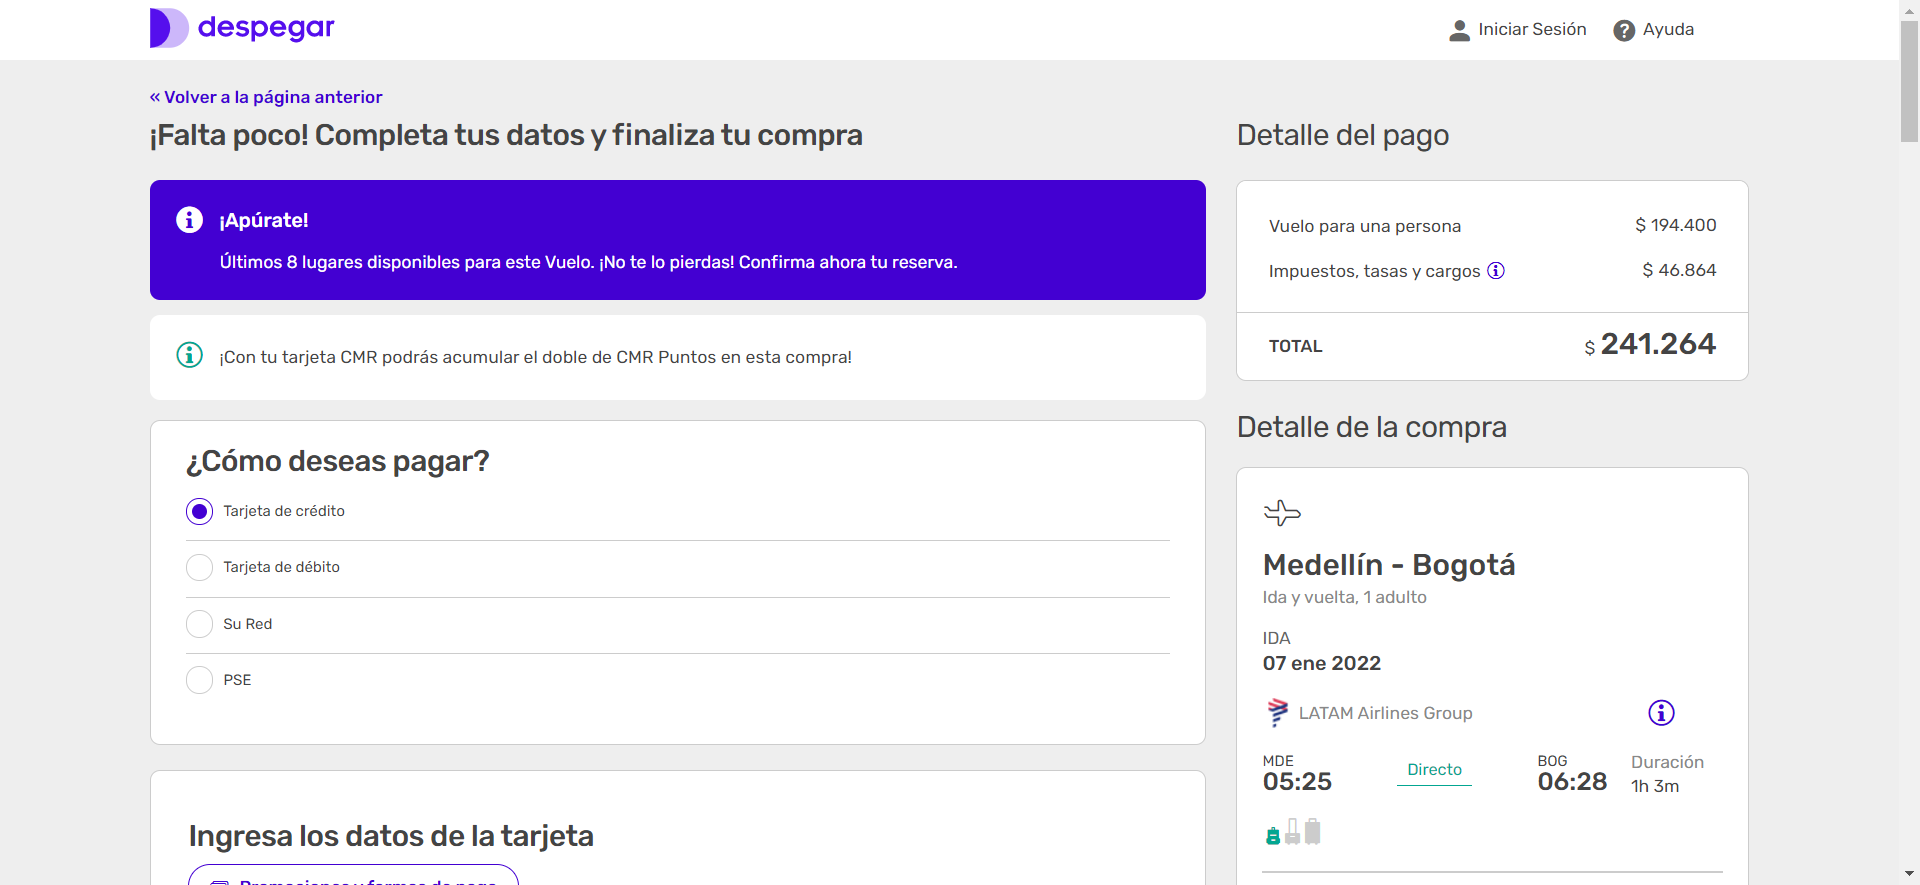 despegar
Iniciar Sesión
Ayuda
« Volver a la página anterior
¡Falta poco! Completa tus datos y finaliza tu compra
¡Apúrate!
Últimos 8 lugares disponibles para este Vuelo. ¡No te lo pierdas! Confirma ahora tu reserva.
¡Con tu tarjeta CMR podrás acumular el doble de CMR Puntos en esta compra!
¿Cómo deseas pagar?
Tarjeta de crédito
Tarjeta de débito
Su Red
PSE
Ingresa los datos de la tarjeta
Promociones y formas de pago
Detalle del pago
Vuelo para una persona $ 194.400
Impuestos, tasas y cargos $ 46.864
TOTAL $ 241.264
Detalle de la compra
Medellín - Bogotá
Ida y vuelta, 1 adulto
IDA
07 ene 2022
LATAM Airlines Group
MDE
05:25
Directo
BOG
06:28
Duración
1h 3m